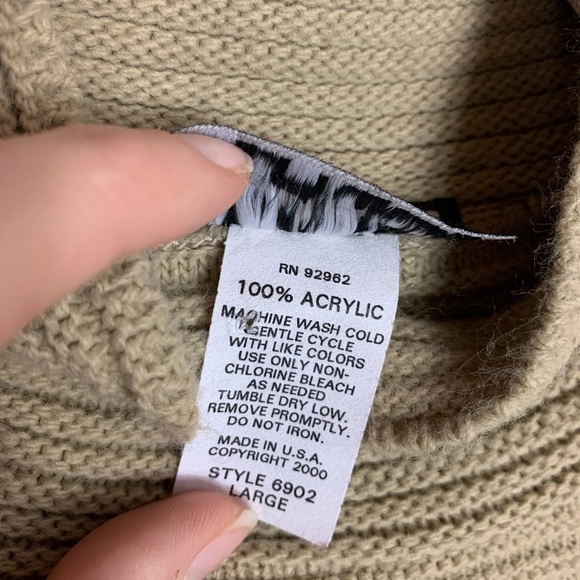 RN 92962
100% ACRYLIC
MACHINE WASH COLD
GENTLE CYCLE
WITH LIKE COLORS
USE ONLY NON-
CHLORINE BLEACH
AS NEEDED
TUMBLE DRY LOW.
REMOVE PROMPTLY.
DO NOT IRON.
MADE IN U.S.A.
COPYRIGHT 2000
STYLE 6902
LARGE